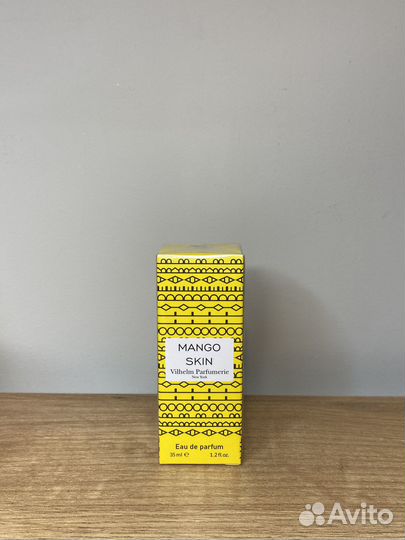 MANGO
SKIN
Vilhelm Parfumerie
New York
Eau de parfum
35 ml ℮ 1.2 fl.oz.
Avito